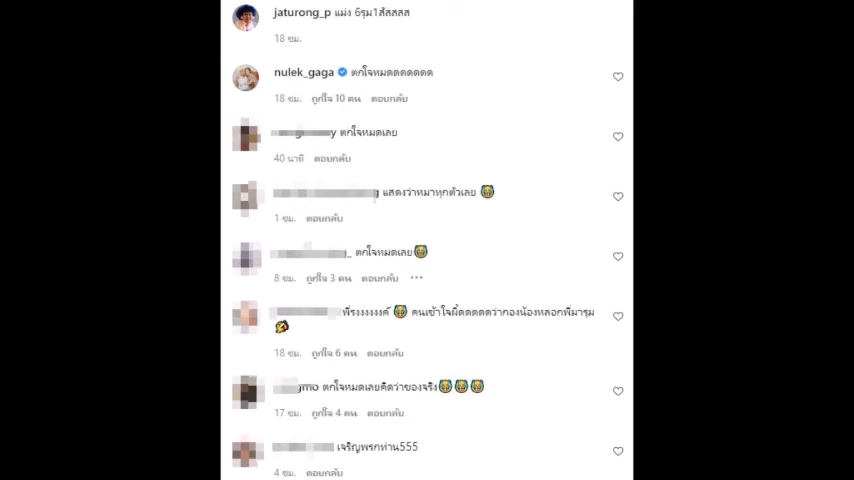 jaturong_p แม่ง 6รุม1สัสสสส
18 ชม.
nulek_gaga ตกใจหมดดดดดดด
18 ชม. ถูกใจ 10 คน ตอบกลับ
ตกใจหมดเลย
40 นาที ตอบกลับ
แสดงว่าหมาทุกตัวเลย
1 ชม. ตอบกลับ
ตกใจหมดเลย
8 ชม. ถูกใจ 3 คน ตอบกลับ
พี่รงงงงงค์ คนเข้าใจผิ้ดดดดดว่ากองน้องหลอกพี่มารุม
18 ชม. ถูกใจ 6 คน ตอบกลับ
ตกใจหมดเลยคิดว่าของจริง
17 ชม. ถูกใจ 4 คน ตอบกลับ
เจริญพรกท่าน555
4 ชม. ตอบกลับ